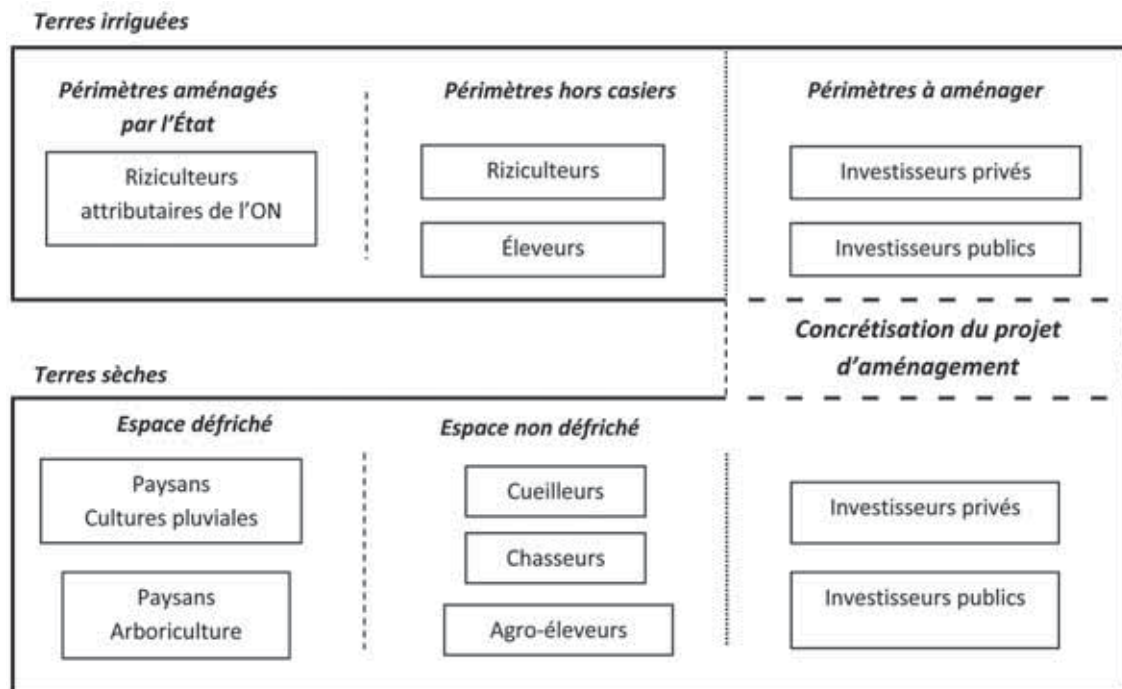 Terres irriguées
Périmètres aménagés
par l'État
Riziculteurs
attributaires de l'ON
Périmètres hors casiers
Riziculteurs
Éleveurs
Périmètres à aménager
Investisseurs privés
Investisseurs publics
Concrétisation du projet
d'aménagement
Terres sèches
Espace défriché
Paysans
Cultures pluviales
Paysans
Arboriculture
Espace non défriché
Cueilleurs
Chasseurs
Agro-éleveurs
Investisseurs privés
Investisseurs publics